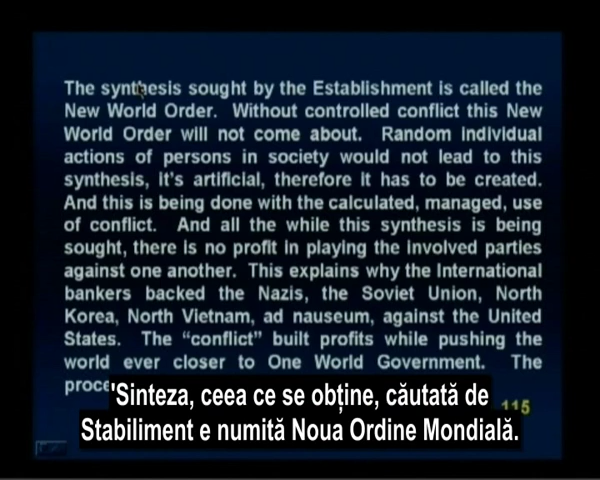 The synthesis sought by the Establishment is called the
New World Order. Without controlled conflict this New
World Order will not come about. Random individual
actions of persons in society would not lead to this
synthesis, it's artificial, therefore it has to be created.
And this is being done with the calculated, managed, use
of conflict. And all the while this synthesis is being
sought, there is no profit in playing the involved parties
against one another. This explains why the International
bankers backed the Nazis, the Soviet Union, North
Korea, North Vietnam, ad nauseum, against the United
States. The “conflict” built profits while pushing the
world ever closer to One World Government. The
'Sinteza, ceea ce se obține, căutată de
115
Stabiliment e numită Noua Ordine Mondială.